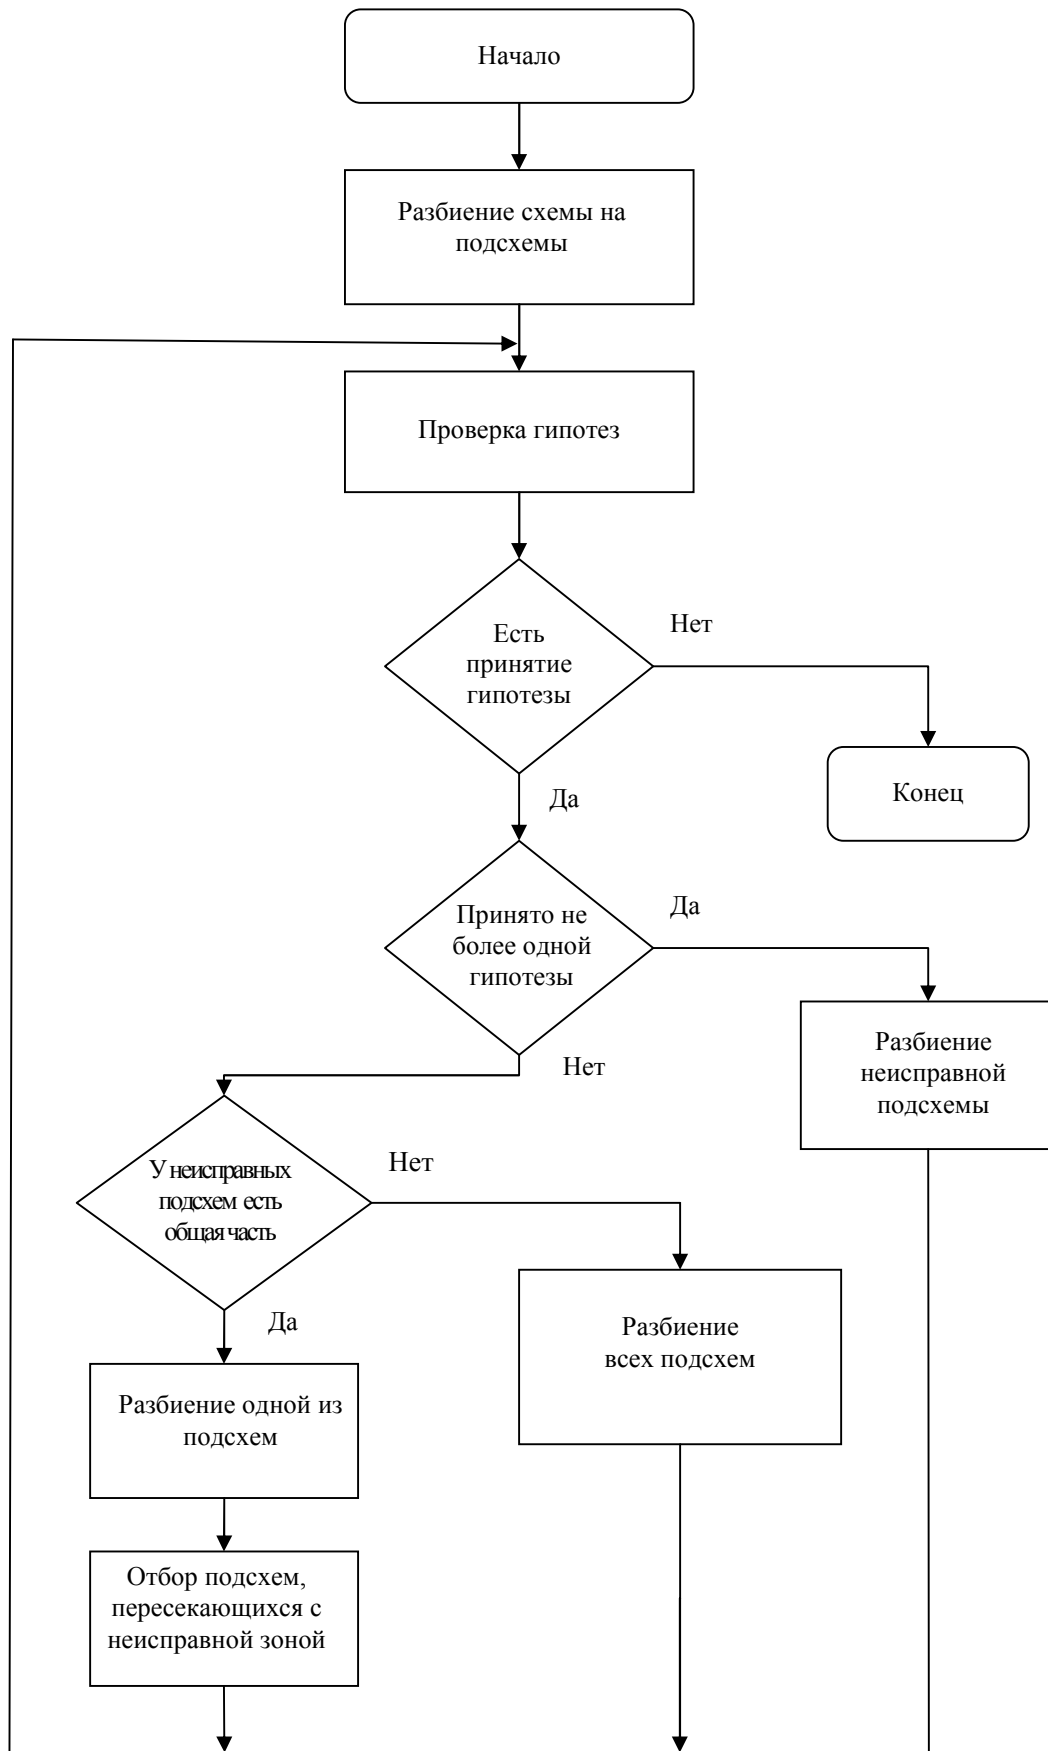 Начало
Разбиение схемы на
подсхемы
Проверка гипотез
Есть
принятие
гипотезы
Нет
Конец
Да
Принято не
более одной
гипотезы
Да
Разбиение
неисправной
подсхемы
Нет
У неисправных
подсхем есть
общая часть
Нет
Разбиение
всех подсхем
Да
Разбиение одной из
подсхем
Отбор подсхем,
пересекающихся с
неисправной зоной